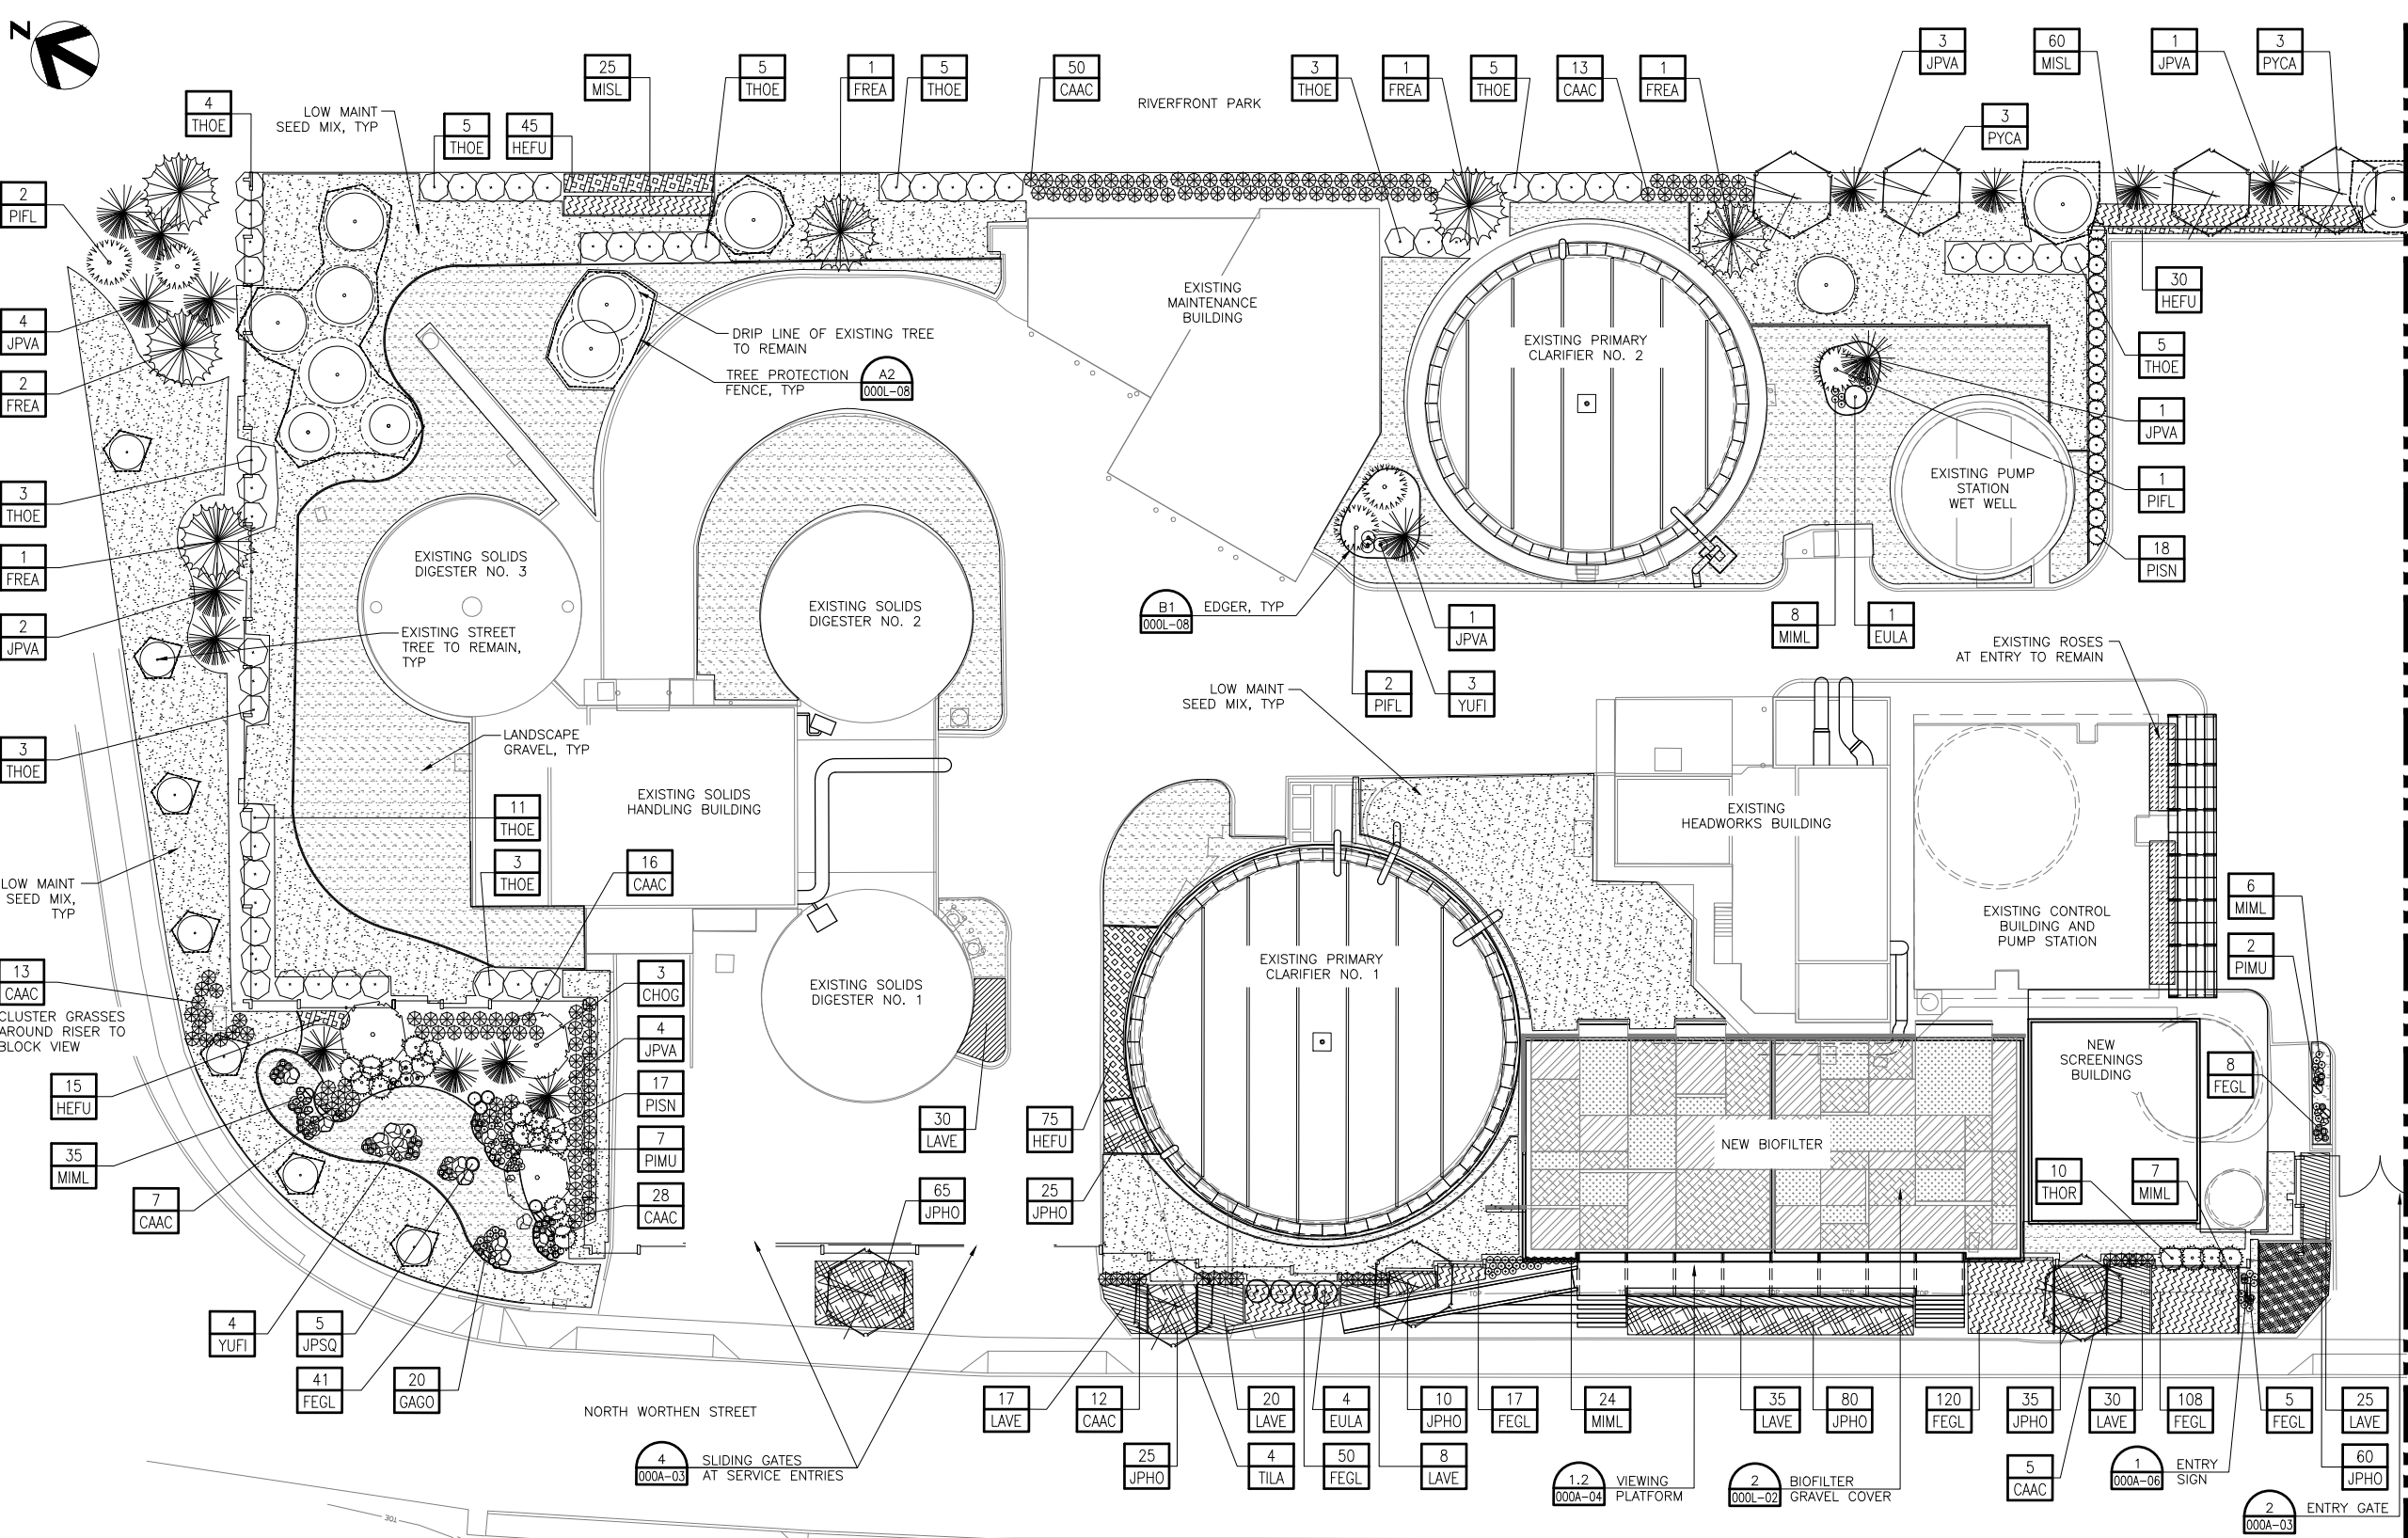 N
3
JPVA
60
MISL
1
JPVA
3
PYCA
25
MISL
5
THOE
1
FREA
5
THOE
50
CAAC
RIVERFRONT PARK
3
THOE
1
FREA
5
THOE
13
CAAC
1
FREA
4
THOE
LOW MAINT
SEED MIX, TYP
5
THOE
45
HEFU
3
PYCA
2
PIFL
30
HEFU
EXISTING
MAINTENANCE
BUILDING
4
JPVA
DRIP LINE OF EXISTING TREE
TO REMAIN
TREE PROTECTION
FENCE, TYP
A2
000L-08
EXISTING PRIMARY
CLARIFIER NO. 2
5
THOE
2
FREA
1
JPVA
3
THOE
EXISTING PUMP
STATION
WET WELL
1
PIFL
1
FREA
EXISTING SOLIDS
DIGESTER NO. 3
18
PISN
EXISTING SOLIDS
DIGESTER NO. 2
B1
000L-08
EDGER, TYP
1
JPVA
8
MIML
1
EULA
2
JPVA
EXISTING STREET
TREE TO REMAIN,
TYP
EXISTING ROSES
AT ENTRY TO REMAIN
LOW MAINT
SEED MIX, TYP
2
PIFL
3
YUFI
3
THOE
LANDSCAPE
GRAVEL, TYP
EXISTING SOLIDS
HANDLING BUILDING
11
THOE
EXISTING
HEADWORKS BUILDING
3
THOE
16
CAAC
LOW MAINT
SEED MIX,
TYP
EXISTING CONTROL
BUILDING AND
PUMP STATION
6
MIML
2
PIMU
13
CAAC
CLUSTER GRASSES
AROUND RISER TO
BLOCK VIEW
3
CHOG
EXISTING SOLIDS
DIGESTER NO. 1
EXISTING PRIMARY
CLARIFIER NO. 1
4
JPVA
NEW
SCREENINGS
BUILDING
8
FEGL
15
HEFU
17
PISN
30
LAVE
75
HEFU
NEW BIOFILTER
35
MIML
7
PIMU
7
CAAC
28
CAAC
65
JPHO
25
JPHO
10
THOR
7
MIML
4
YUFI
5
JPSQ
TOP
TOP
TOP
TOP
TOP
TOP
41
FEGL
20
GAGO
NORTH WORTHEN STREET
17
LAVE
12
CAAC
20
LAVE
4
EULA
10
JPHO
17
FEGL
24
MIML
35
LAVE
80
JPHO
120
FEGL
35
JPHO
30
LAVE
108
FEGL
5
FEGL
25
LAVE
4
000A-03
SLIDING GATES
AT SERVICE ENTRIES
25
JPHO
4
TILA
50
FEGL
8
LAVE
1.2
000A-04
VIEWING
PLATFORM
2
000L-02
BIOFILTER
GRAVEL COVER
5
CAAC
1
000A-06
ENTRY
SIGN
60
JPHO
2
000A-03
ENTRY GATE
TOE